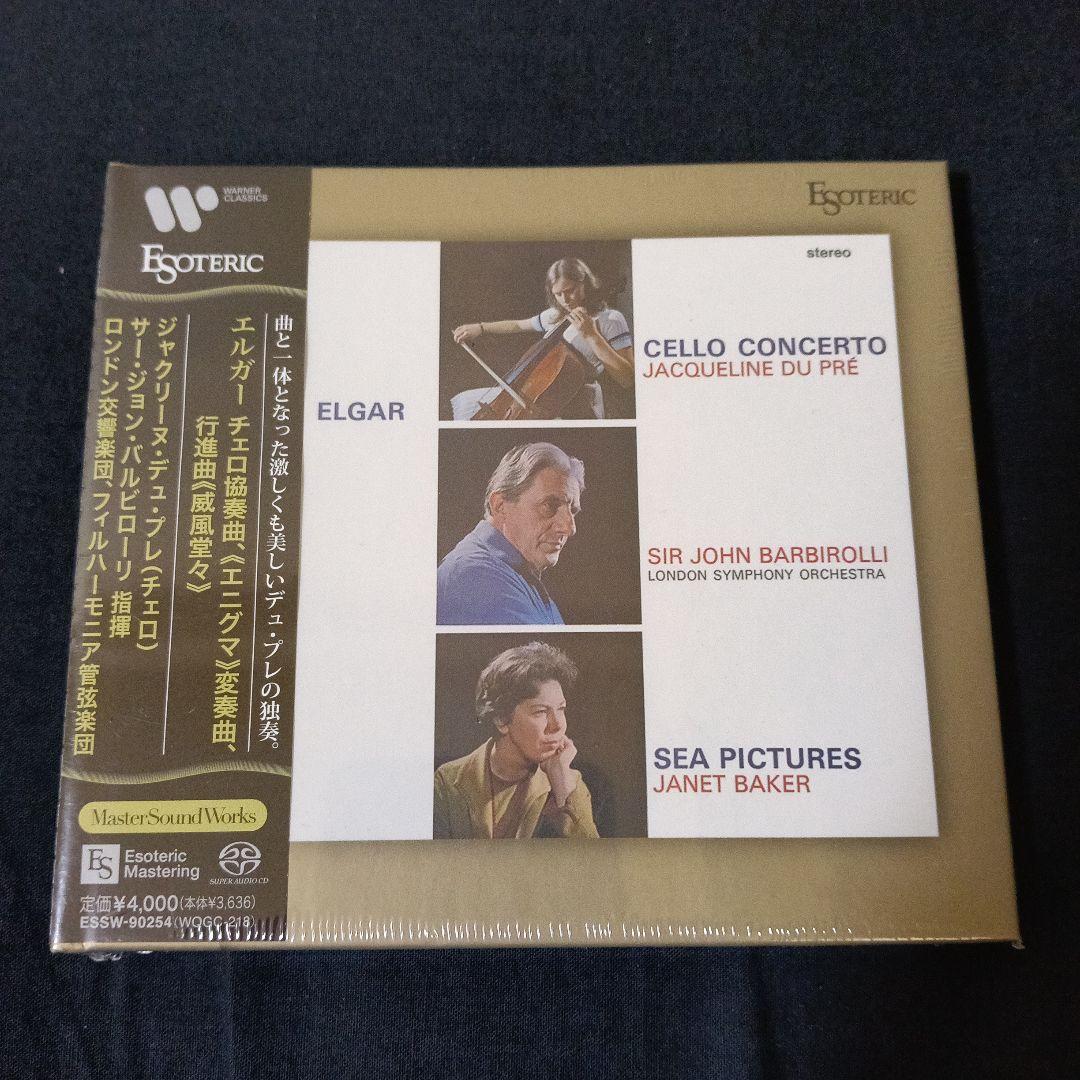 WARNER
CLASSICS
ESOTERIC
曲と一体となった激しくも美しいデュ・プレの独奏。
エルガー チェロ協奏曲、《エニグマ》変奏曲、
行進曲《威風堂々》
ジャクリーヌ・デュ・プレ(チェロ)
サー・ジョン・バルビローリ 指揮
ロンドン交響楽団、フィルハーモニア管弦楽団
MasterSoundWorks
ES
Esoteric
Mastering
SUPER AUDIO CD
定価¥4,000(本体¥3,636)
ESSW-90254(WQGC-218)
ESOTERIC
stereo
ELGAR
CELLO CONCERTO
JACQUELINE DU PRÉ
SIR JOHN BARBIROLLI
LONDON SYMPHONY ORCHESTRA
SEA PICTURES
JANET BAKER